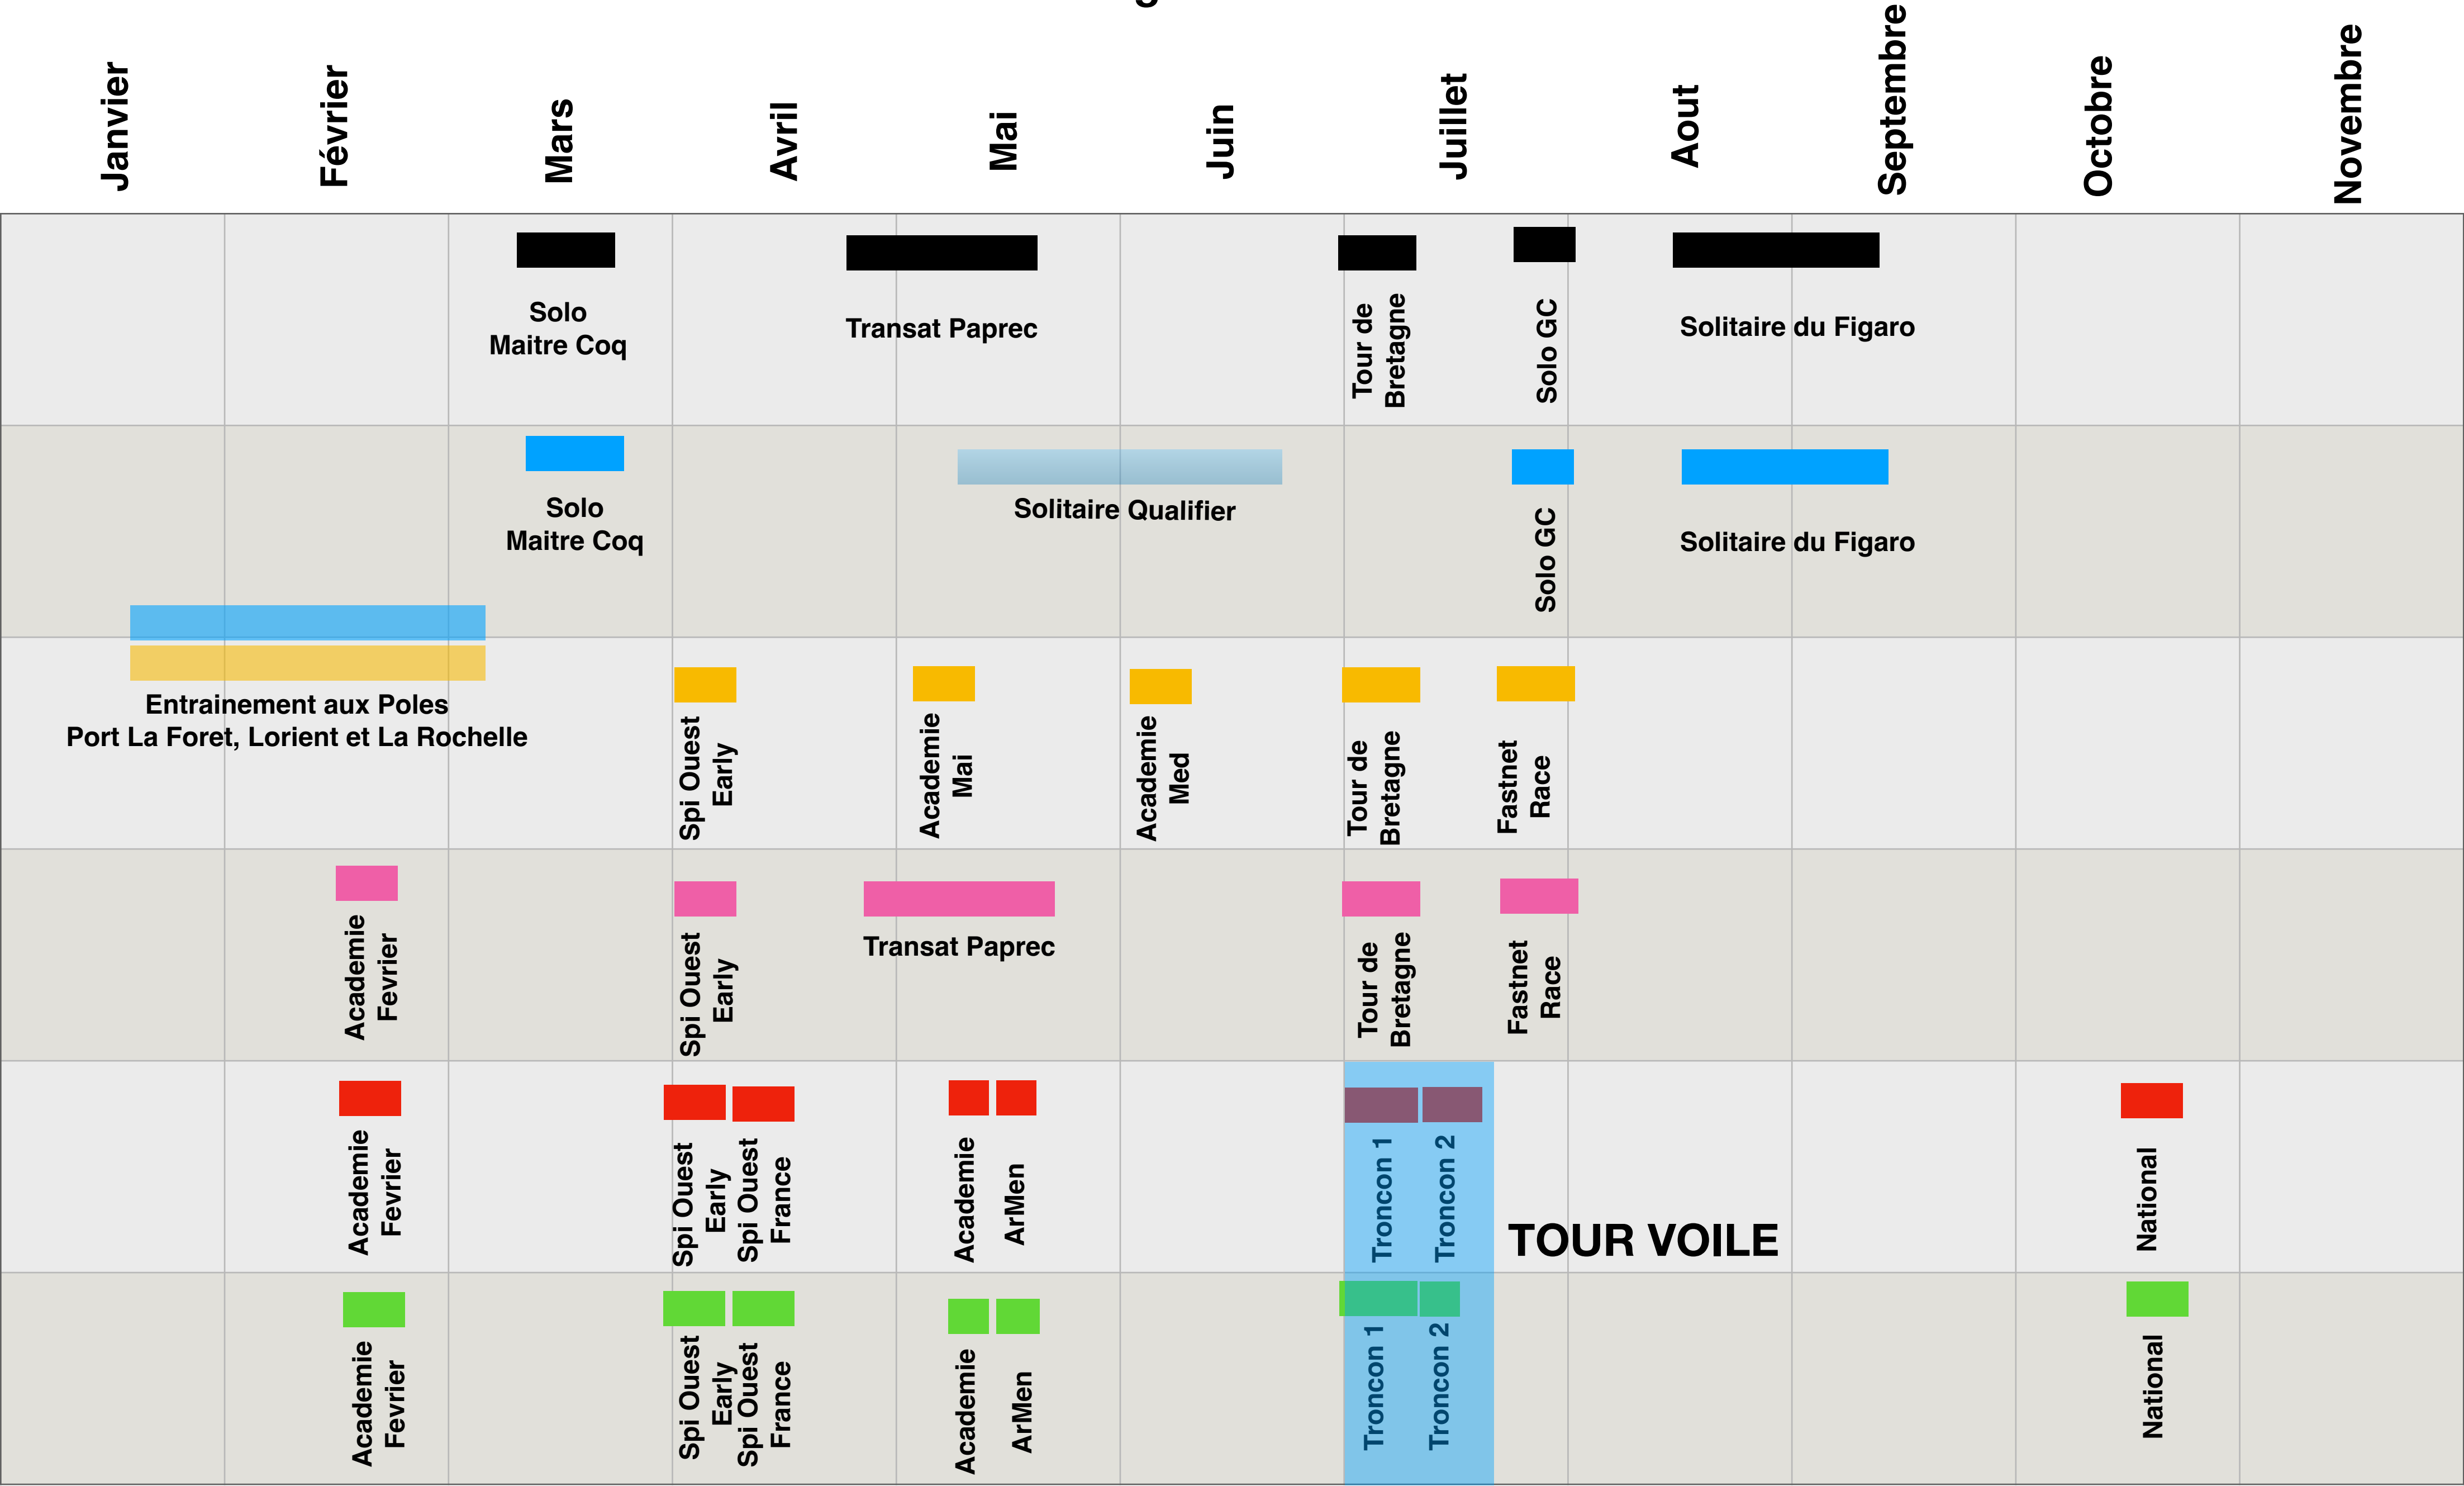 Janvier
Février
Mars
Avril
Mai
Juin
Juillet
Aout
Septembre
Octobre
Novembre
Solo
Maitre Coq
Transat Paprec
Tour de
Bretagne
Solo GC
Solitaire du Figaro
Solo
Maitre Coq
Solitaire Qualifier
Solo GC
Solitaire du Figaro
Entrainement aux Poles
Port La Foret, Lorient et La Rochelle
Spi Ouest
Early
Academie
Mai
Academie
Med
Tour de
Bretagne
Fastnet
Race
Academie
Fevrier
Spi Ouest
Early
Transat Paprec
Tour de
Bretagne
Fastnet
Race
Academie
Fevrier
Spi Ouest
Early
Spi Ouest
France
Academie
ArMen
Troncon 1
Troncon 2
TOUR VOILE
National
Academie
Fevrier
Spi Ouest
Early
Spi Ouest
France
Academie
ArMen
Troncon 1
Troncon 2
National